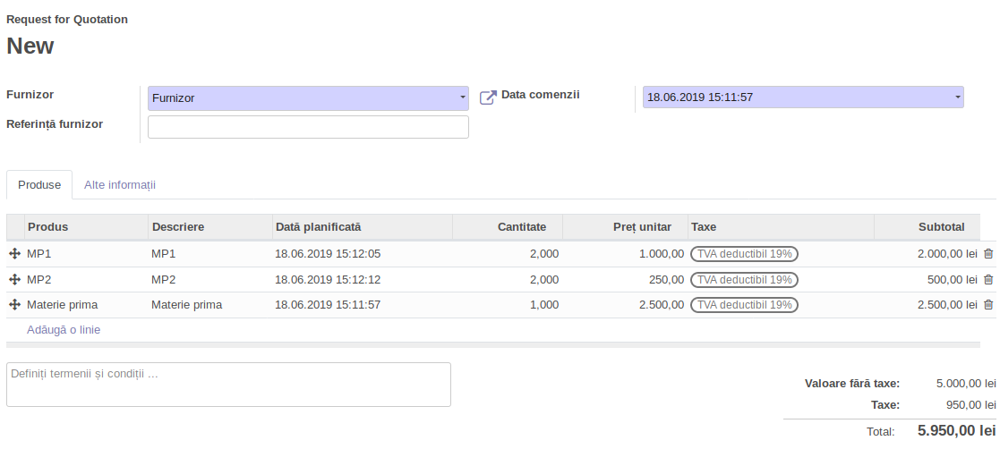 Request for Quotation
New
Furnizor Furnizor Data comenzii 18.06.2019 15:11:57
Referință furnizor
Produse Alte informații
Produs Descriere Dată planificată Cantitate Preț unitar Taxe Subtotal
MP1 MP1 18.06.2019 15:12:05 2,000 1.000,00 TVA deductibil 19% 2.000,00 lei
MP2 MP2 18.06.2019 15:12:12 2,000 250,00 TVA deductibil 19% 500,00 lei
Materie prima Materie prima 18.06.2019 15:11:57 1,000 2.500,00 TVA deductibil 19% 2.500,00 lei
Adăugă o linie
Definiți termenii și condiții ...
Valoare fără taxe: 5.000,00 lei
Taxe: 950,00 lei
Total: 5.950,00 lei